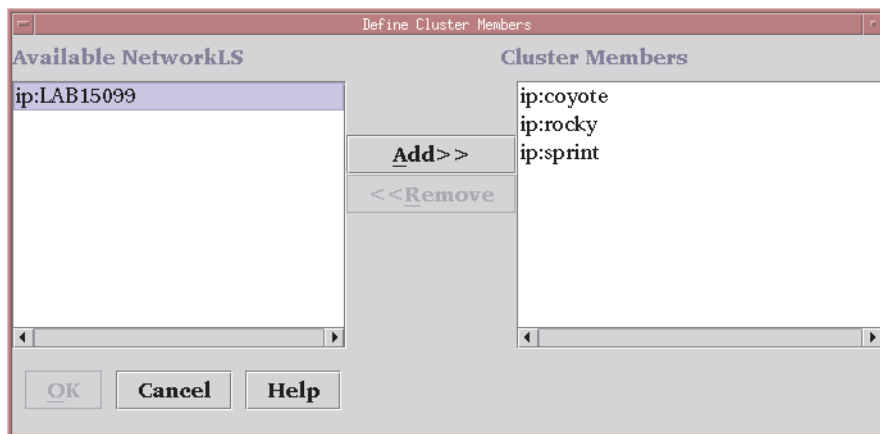 Define Cluster Members
Available NetworkLS
Cluster Members
ip:LAB15099
ip:coyote
ip:rocky
ip:sprint
Add>>
<<Remove
OK
Cancel
Help